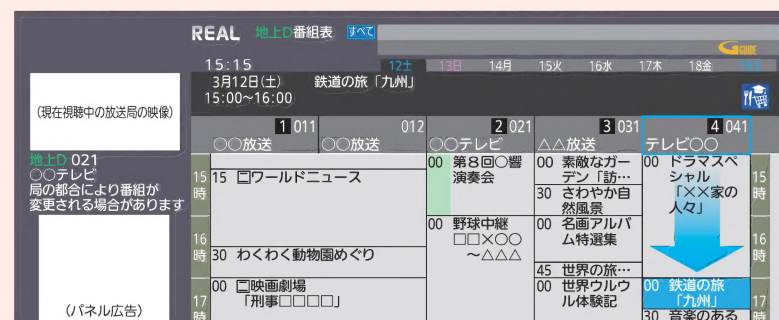 REAL 地上D番組表 すべて
G GUIDE
15:15
12土 13日 14月 15火 16水 17木 18金 19土
3月12日(土) 鉄道の旅「九州」
15:00~16:00
(現在視聴中の放送局の映像)
1 011 012 2 021 3 031 4 041
○○放送 ○○放送 ○○テレビ △△放送 テレビ○○
地上D 021
○○テレビ
局の都合により番組が
変更される場合があります
(パネル広告)
15時
16時
17時
15 ワールドニュース
30 わくわく動物園めぐり
00 映画劇場
「刑事□□□□」
00 第8回○響
演奏会
00 野球中継
□□×○○
~△△△
00 素敵なガー
デン「訪…
30 さわやか自
然風景
00 名画アルバ
ム特選集
45 世界の旅…
00 世界ウルウ
ル体験記
00 ドラマスペ
シャル
「××家の
人々」
00 鉄道の旅
「九州」
30 音楽のある
15時
16時
17時